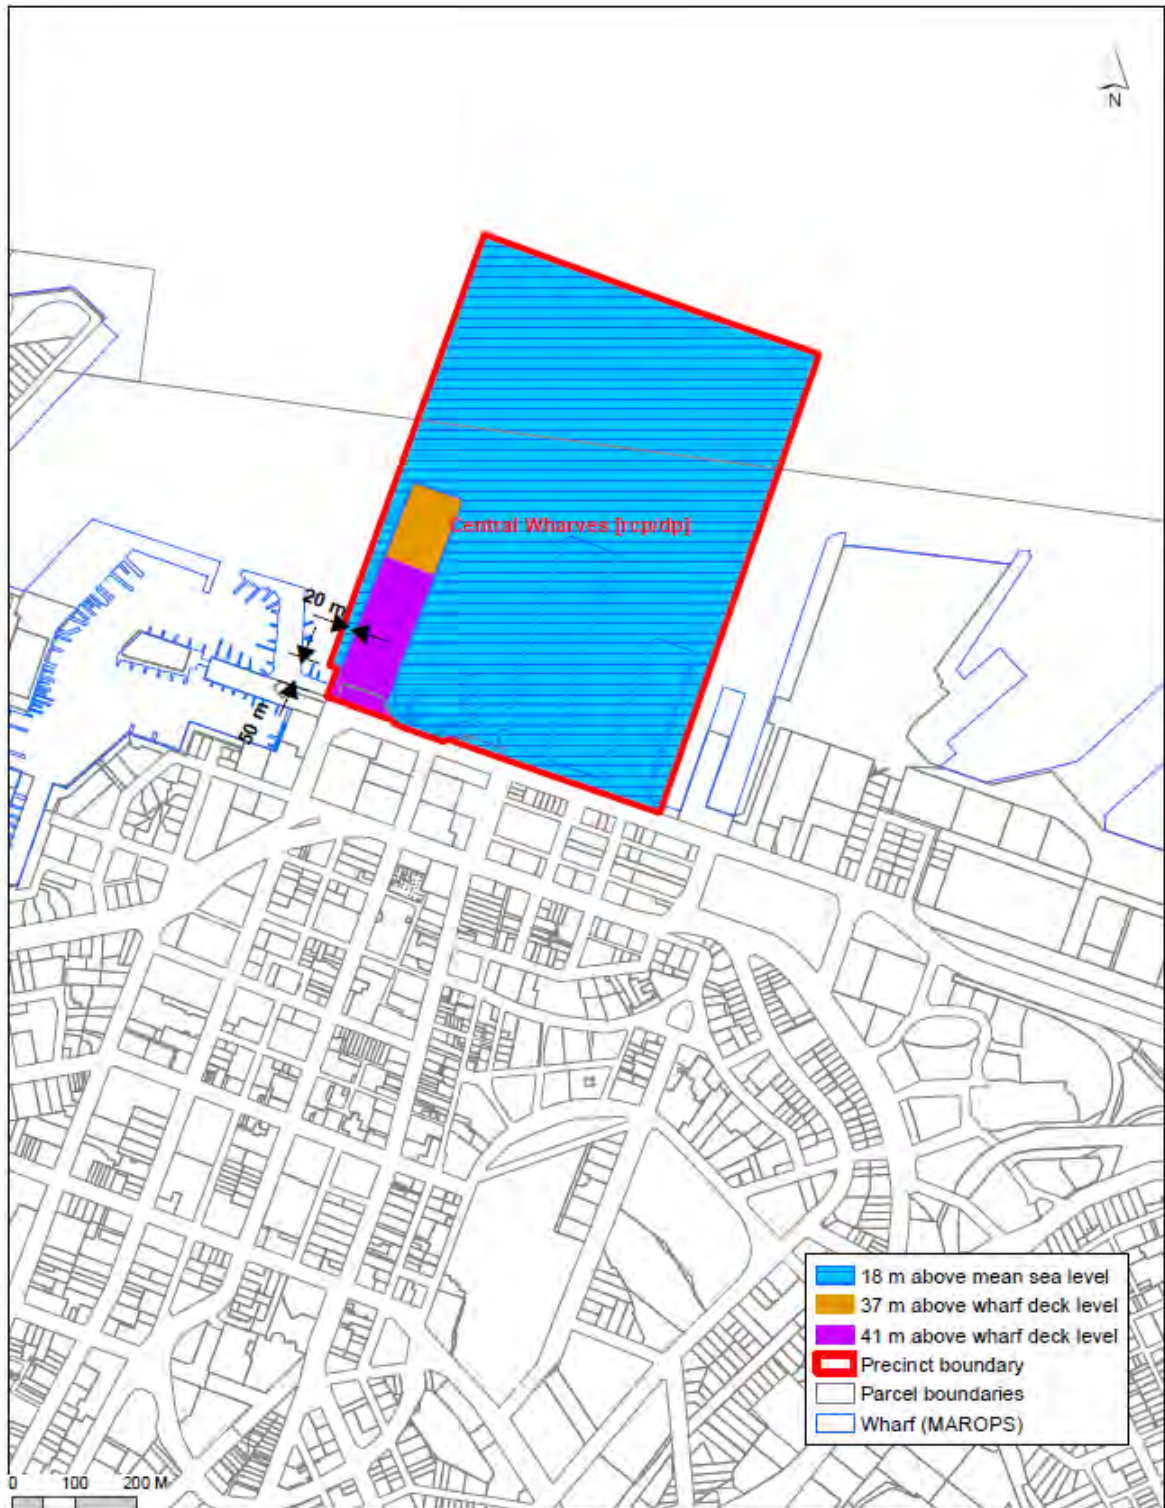 N
Central Wharves [rcp/dp]
20 m
50 m
18 m above mean sea level
37 m above wharf deck level
41 m above wharf deck level
Precinct boundary
Parcel boundaries
Wharf (MAROPS)
0 100 200 M